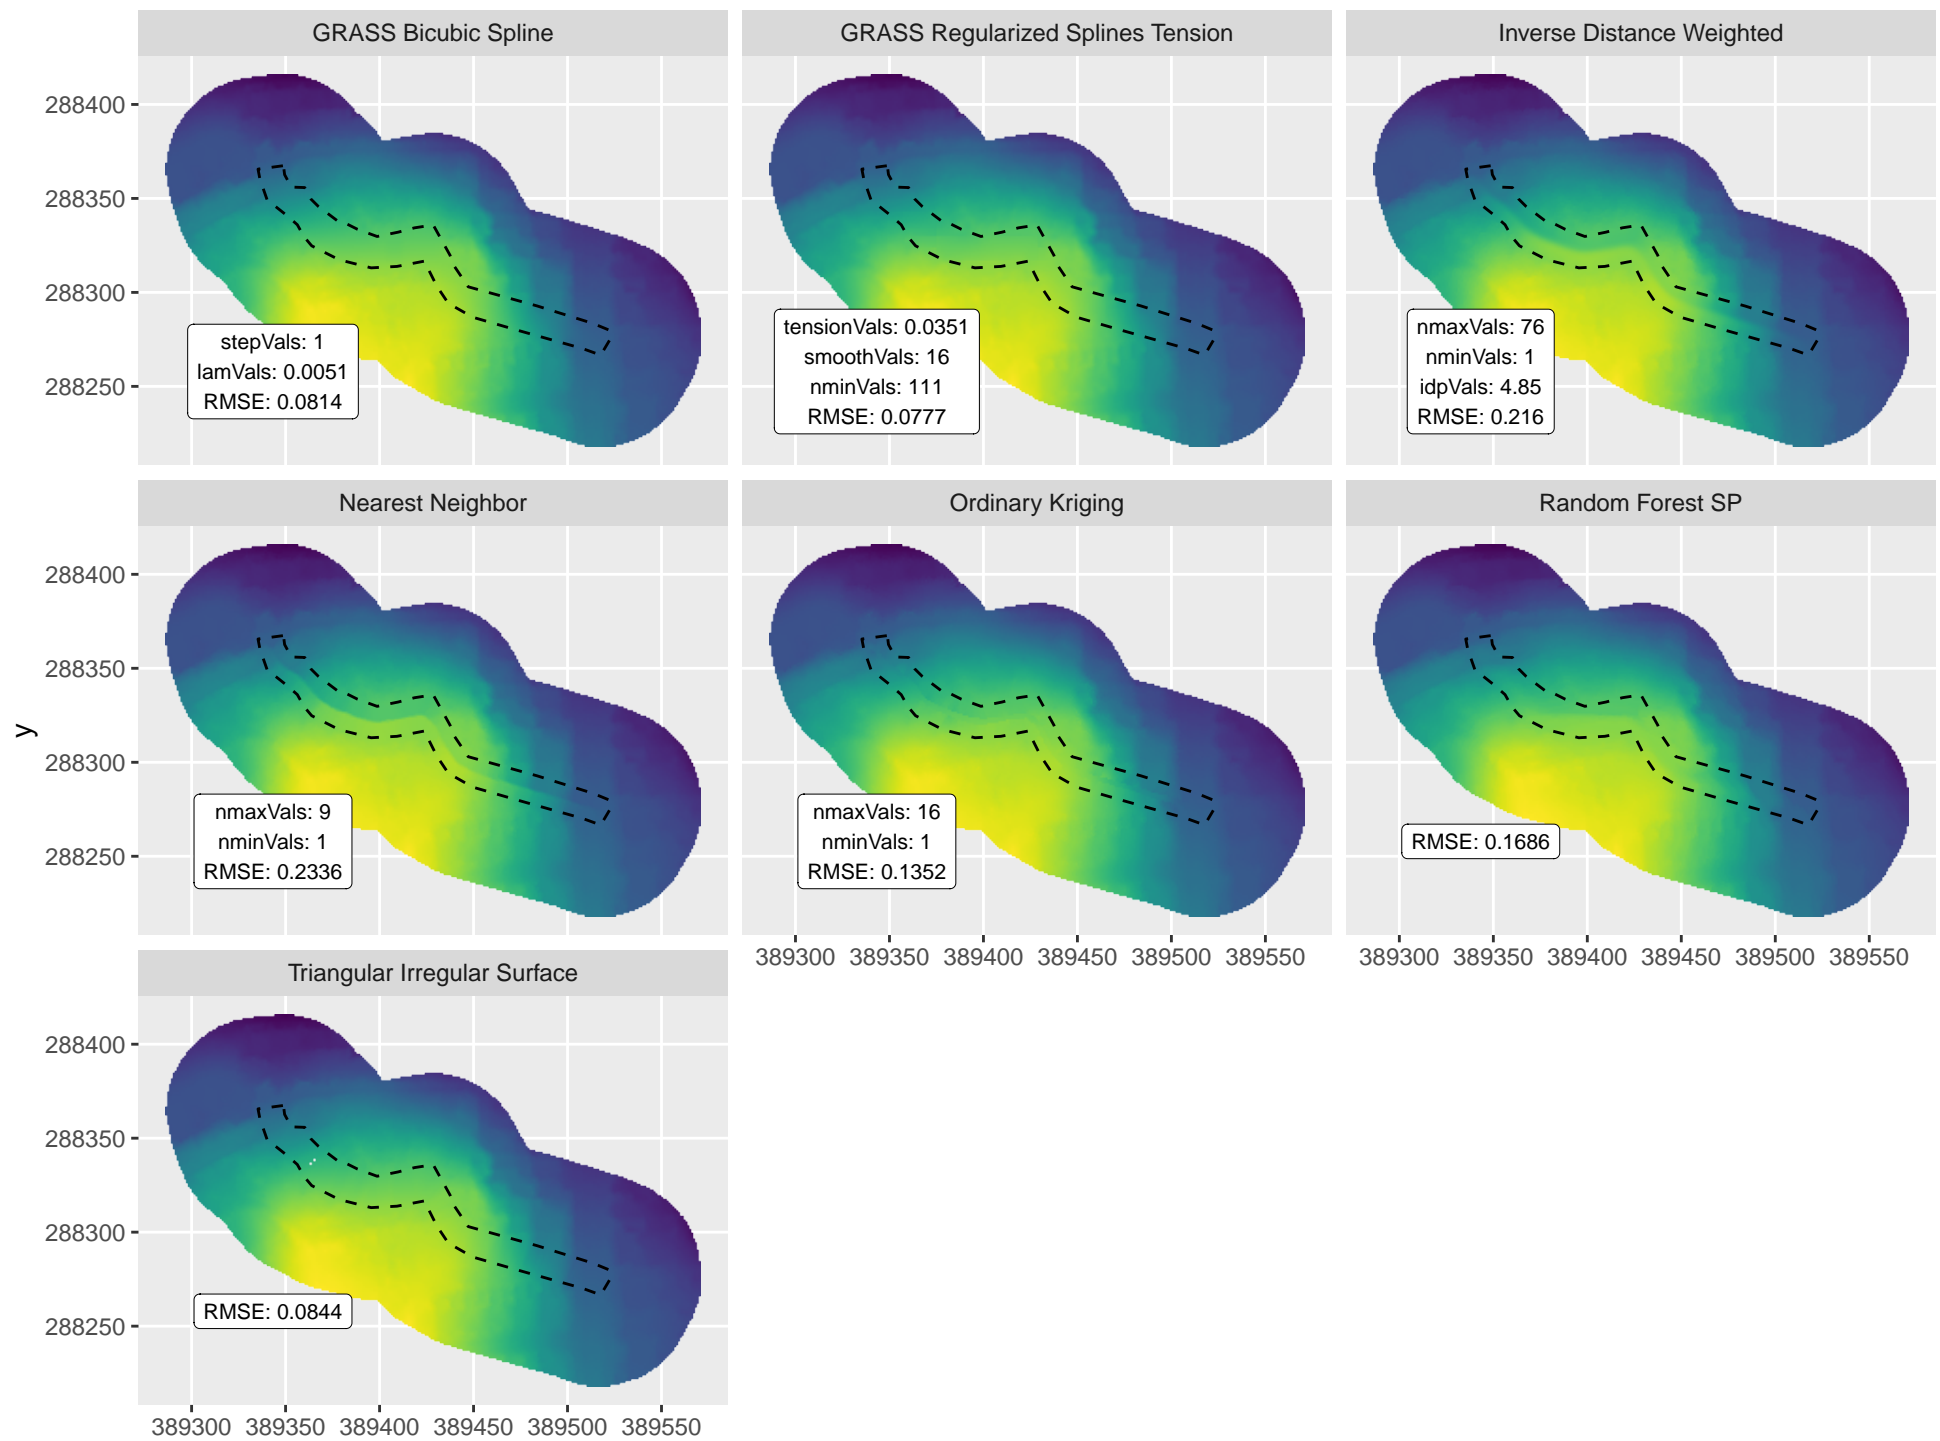 GRASS Bicubic Spline
GRASS Regularized Splines Tension
Inverse Distance Weighted
288400
288350
288300
288250
stepVals: 1
lamVals: 0.0051
RMSE: 0.0814
tensionVals: 0.0351
smoothVals: 16
nminVals: 111
RMSE: 0.0777
nmaxVals: 76
nminVals: 1
idpVals: 4.85
RMSE: 0.216
Nearest Neighbor
Ordinary Kriging
Random Forest SP
288400
288350
288300
288250
y
nmaxVals: 9
nminVals: 1
RMSE: 0.2336
nmaxVals: 16
nminVals: 1
RMSE: 0.1352
RMSE: 0.1686
389300 389350 389400 389450 389500 389550
389300 389350 389400 389450 389500 389550
Triangular Irregular Surface
288400
288350
288300
288250
RMSE: 0.0844
389300 389350 389400 389450 389500 389550